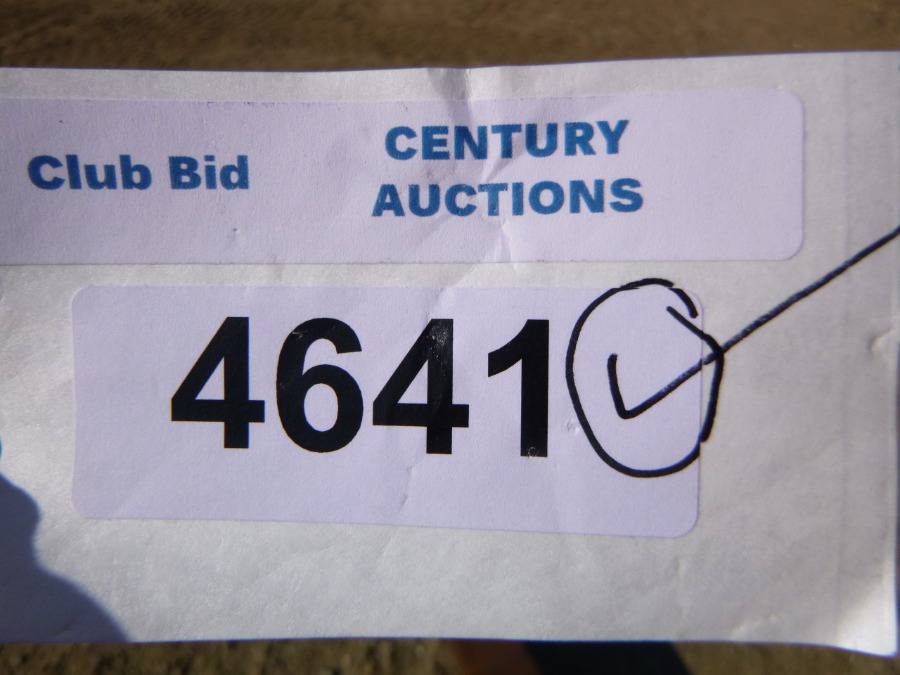 Club Bid
CENTURY
AUCTIONS
4641